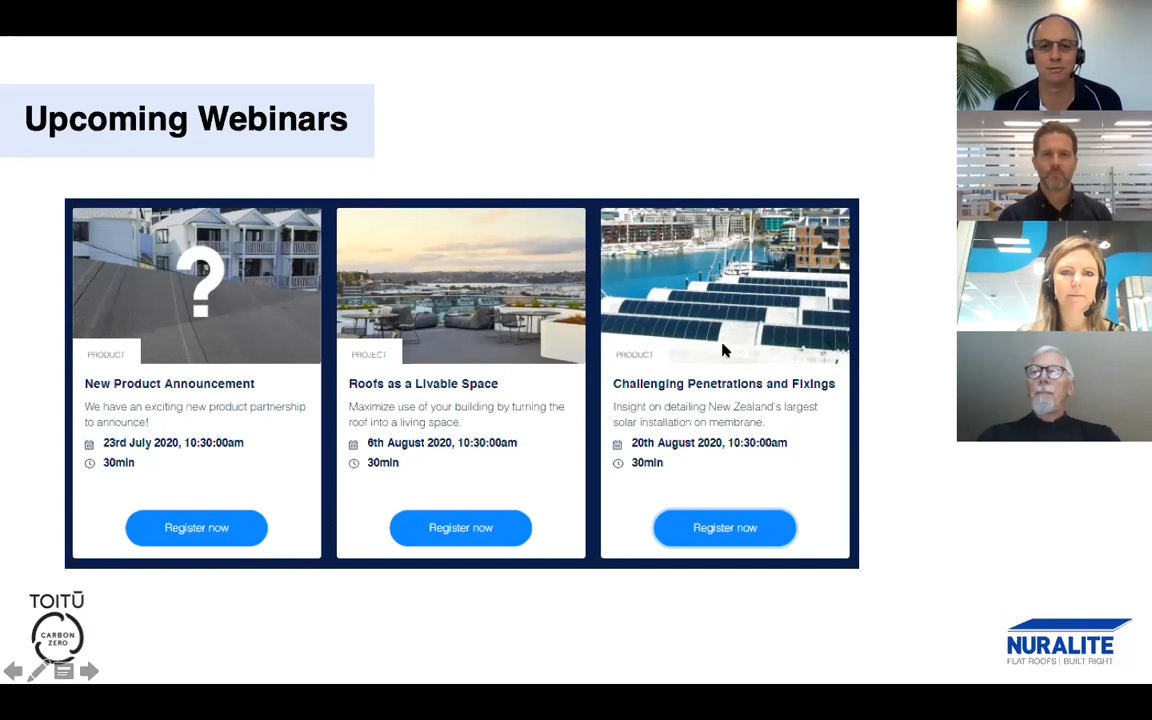 Upcoming Webinars
PRODUCT
New Product Announcement
We have an exciting new product partnership
to announce!
23rd July 2020, 10:30:00am
30min
Register now
PROJECT
Roofs as a Livable Space
Maximize use of your building by turning the
roof into a living space.
6th August 2020, 10:30:00am
30min
Register now
PRODUCT
Challenging Penetrations and Fixings
Insight on detailing New Zealand's largest
solar installation on membrane.
20th August 2020, 10:30:00am
30min
Register now
?
TOITŪ
CARBON
ZERO
NURALITE
FLAT ROOFS | BUILT RIGHT